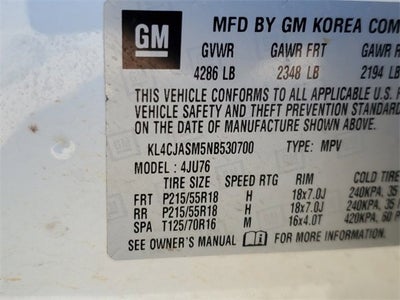 GM
MFD BY GM KOREA COM
GVWR GAWR FRT GAWR R
4286 LB 2348 LB 2194 LB
THIS VEHICLE CONFORMS TO ALL APPLICABLE U.S. F
VEHICLE SAFETY AND THEFT PREVENTION STANDARD
DATE OF MANUFACTURE SHOWN ABOVE.
KL4CJASM5NB530700 TYPE: MPV
MODEL: 4JU76
TIRE SIZE SPEED RTG RIM COLD TIRE
FRT P215/55R18 H 18x7.0J 240KPA, 35
RR P215/55R18 H 18x7.0J 240KPA, 35 P
SPA T125/70R16 M 16x4.0T 420KPA, 60 P
SEE OWNER'S MANUAL FOR MORE INFORMATION.